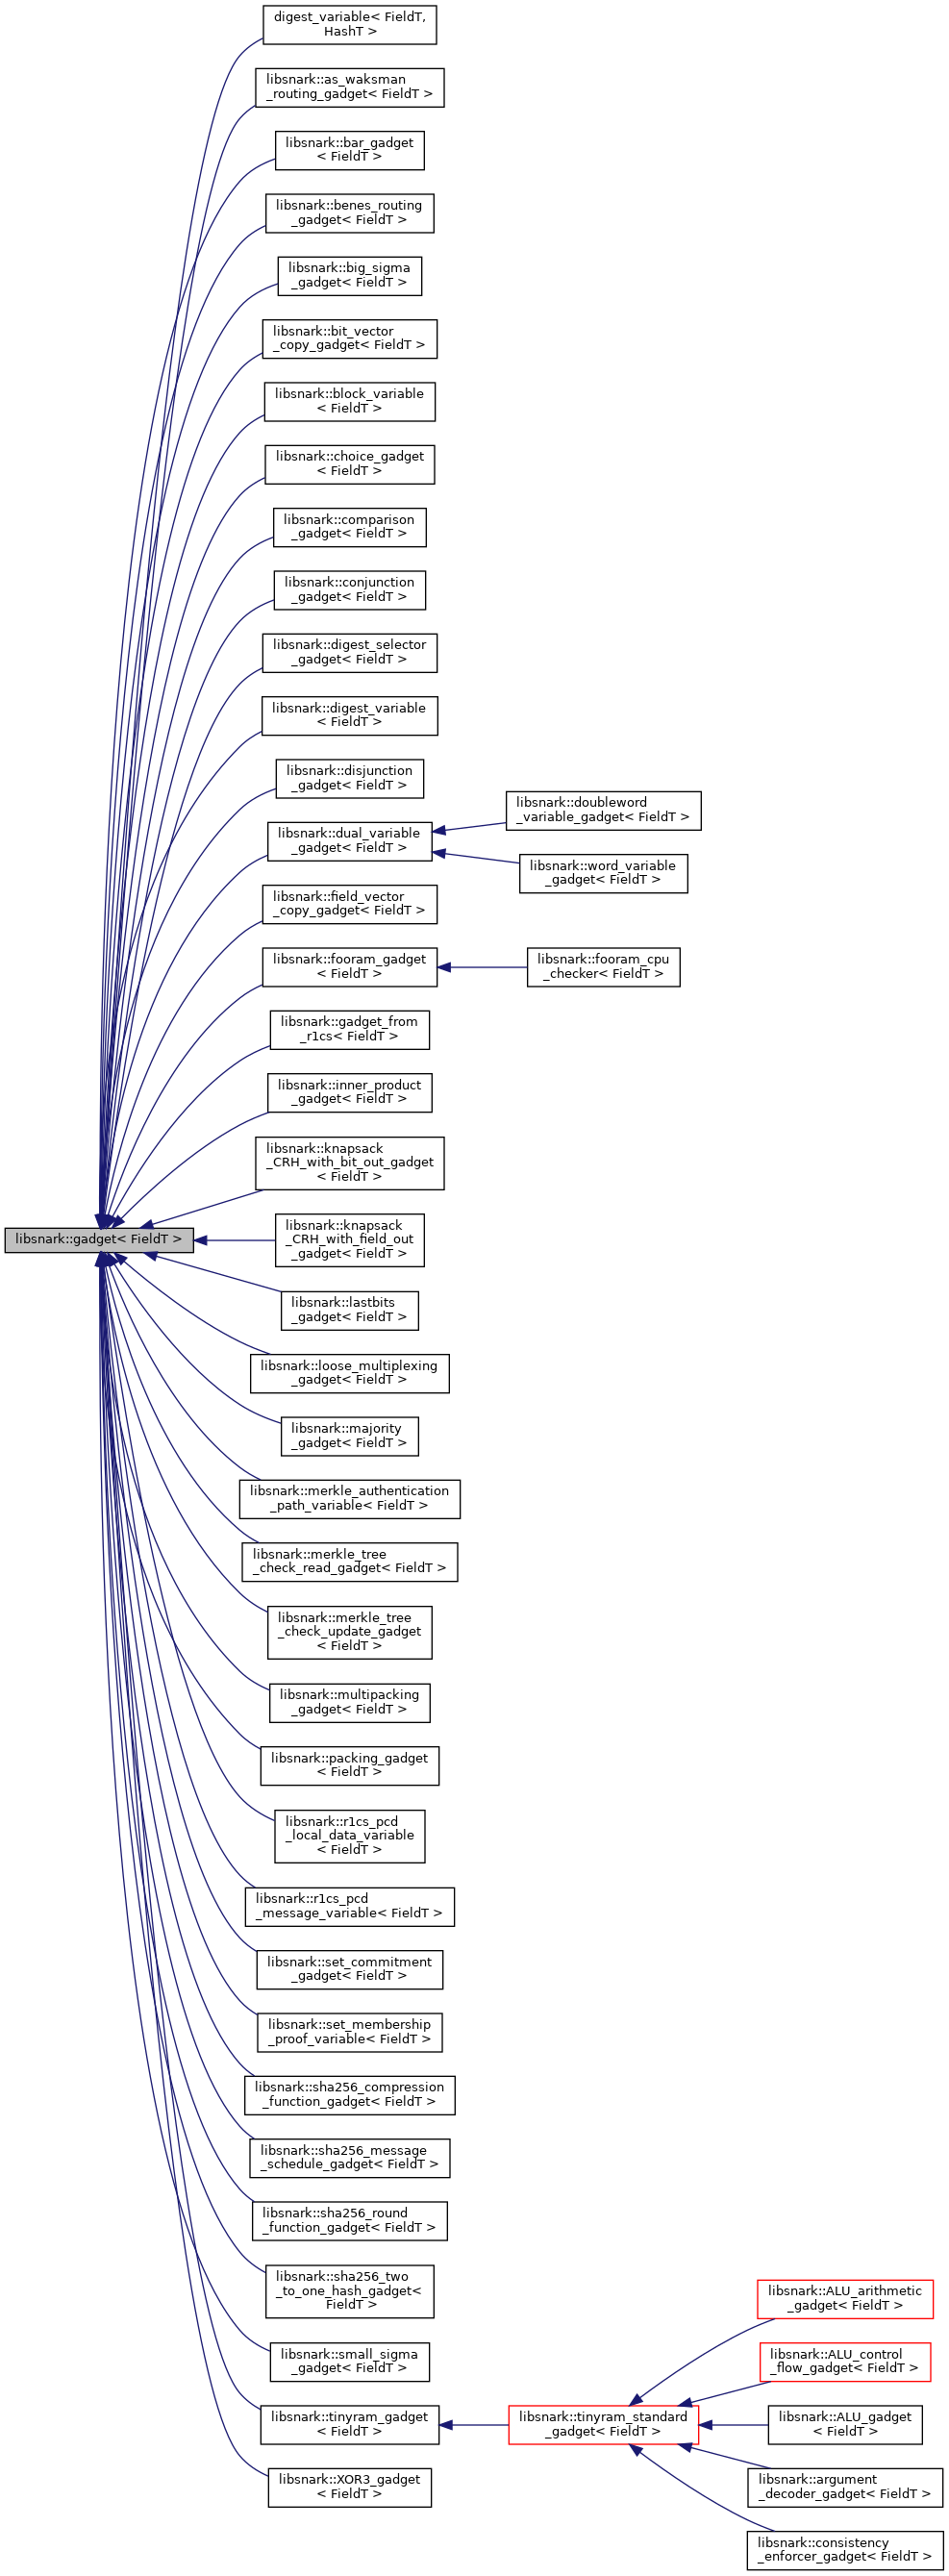 digest_variable< FieldT,
HashT >
libsnark::as_waksman
_routing_gadget< FieldT >
libsnark::bar_gadget
< FieldT >
libsnark::benes_routing
_gadget< FieldT >
libsnark::big_sigma
_gadget< FieldT >
libsnark::bit_vector
_copy_gadget< FieldT >
libsnark::block_variable
< FieldT >
libsnark::choice_gadget
< FieldT >
libsnark::comparison
_gadget< FieldT >
libsnark::conjunction
_gadget< FieldT >
libsnark::digest_selector
_gadget< FieldT >
libsnark::digest_variable
< FieldT >
libsnark::disjunction
_gadget< FieldT >
libsnark::dual_variable
_gadget< FieldT >
libsnark::doubleword
_variable_gadget< FieldT >
libsnark::word_variable
_gadget< FieldT >
libsnark::field_vector
_copy_gadget< FieldT >
libsnark::fooram_gadget
< FieldT >
libsnark::fooram_cpu
_checker< FieldT >
libsnark::gadget_from
_r1cs< FieldT >
libsnark::inner_product
_gadget< FieldT >
libsnark::knapsack
_CRH_with_bit_out_gadget
< FieldT >
libsnark::gadget< FieldT >
libsnark::knapsack
_CRH_with_field_out
_gadget< FieldT >
libsnark::lastbits
_gadget< FieldT >
libsnark::loose_multiplexing
_gadget< FieldT >
libsnark::majority
_gadget< FieldT >
libsnark::merkle_authentication
_path_variable< FieldT >
libsnark::merkle_tree
_check_read_gadget< FieldT >
libsnark::merkle_tree
_check_update_gadget
< FieldT >
libsnark::multipacking
_gadget< FieldT >
libsnark::packing_gadget
< FieldT >
libsnark::r1cs_pcd
_local_data_variable
< FieldT >
libsnark::r1cs_pcd
_message_variable< FieldT >
libsnark::set_commitment
_gadget< FieldT >
libsnark::set_membership
_proof_variable< FieldT >
libsnark::sha256_compression
_function_gadget< FieldT >
libsnark::sha256_message
_schedule_gadget< FieldT >
libsnark::sha256_round
_function_gadget< FieldT >
libsnark::sha256_two
_to_one_hash_gadget<
FieldT >
libsnark::small_sigma
_gadget< FieldT >
libsnark::tinyram_gadget
< FieldT >
libsnark::XOR3_gadget
< FieldT >
libsnark::tinyram_standard
_gadget< FieldT >
libsnark::ALU_arithmetic
_gadget< FieldT >
libsnark::ALU_control
_flow_gadget< FieldT >
libsnark::ALU_gadget
< FieldT >
libsnark::argument
_decoder_gadget< FieldT >
libsnark::consistency
_enforcer_gadget< FieldT >